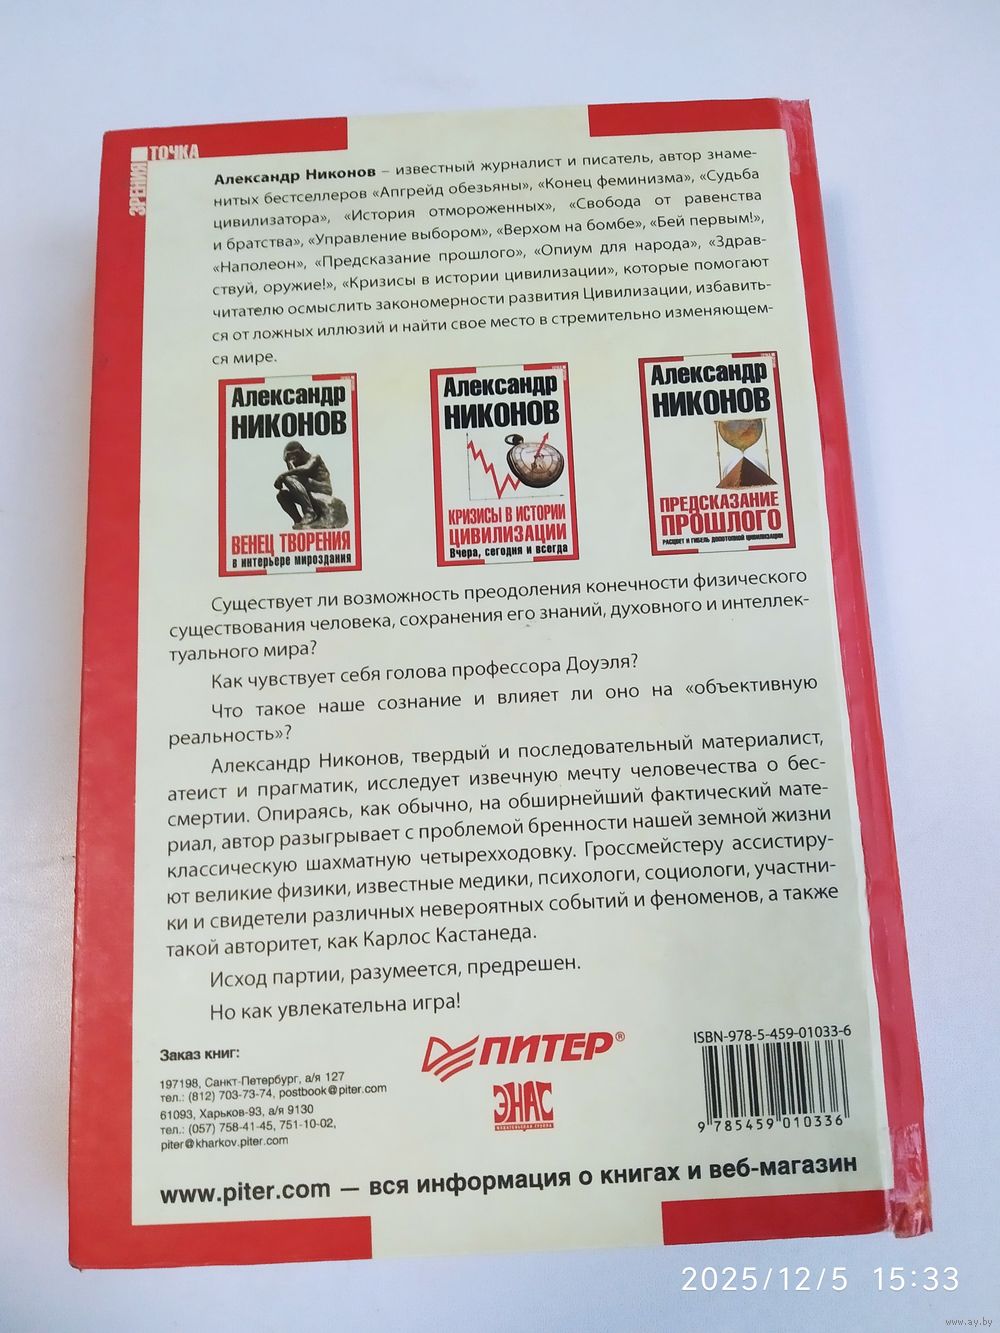 ТОЧКА
ЗРЕНИЯ
Александр Никонов – известный журналист и писатель, автор знаме-
нитых бестселлеров «Апгрейд обезьяны», «Конец феминизма», «Судьба
цивилизатора», «История отмороженных», «Свобода от равенства
и братства», «Управление выбором», «Верхом на бомбе», «Бей первым!»,
«Наполеон», «Предсказание прошлого», «Опиум для народа», «Здрав-
ствуй, оружие!», «Кризисы в истории цивилизации», которые помогают
читателю осмыслить закономерности развития Цивилизации, избавить-
ся от ложных иллюзий и найти свое место в стремительно изменяющем-
ся мире.
Александр
НИКОНОВ
ВЕНЕЦ ТВОРЕНИЯ
в интерьере мироздания
Александр
НИКОНОВ
КРИЗИСЫ В ИСТОРИИ
ЦИВИЛИЗАЦИИ
Вчера, сегодня и всегда
Александр
НИКОНОВ
ПРЕДСКАЗАНИЕ
ПРОШЛОГО
РАСЦВЕТ И ГИБЕЛЬ ДОПОТОПНОЙ ЦИВИЛИЗАЦИИ
Существует ли возможность преодоления конечности физического
существования человека, сохранения его знаний, духовного и интеллек-
туального мира?
Как чувствует себя голова профессора Доуэля?
Что такое наше сознание и влияет ли оно на «объективную
реальность»?
Александр Никонов, твердый и последовательный материалист,
атеист и прагматик, исследует извечную мечту человечества о бес-
смертии. Опираясь, как обычно, на обширнейший фактический мате-
риал, автор разыгрывает с проблемой бренности нашей земной жизни
классическую шахматную четырехходовку. Гроссмейстеру ассистиру-
ют великие физики, известные медики, психологи, социологи, участни-
ки и свидетели различных невероятных событий и феноменов, а также
такой авторитет, как Карлос Кастанеда.
Исход партии, разумеется, предрешен.
Но как увлекательна игра!
Заказ книг:
197198, Санкт-Петербург, а/я 127
тел.: (812) 703-73-74, postbook@piter.com
61093, Харьков-93, а/я 9130
тел.: (057) 758-41-45, 751-10-02,
piter@kharkov.piter.com
ПИТЕР®
ЭНАС
ИЗДАТЕЛЬСКАЯ ГРУППА
ISBN-978-5-459-01033-6
9 785459 010336
www.piter.com — вся информация о книгах и веб-магазин
2025/12/5 15:33
www.ay.by